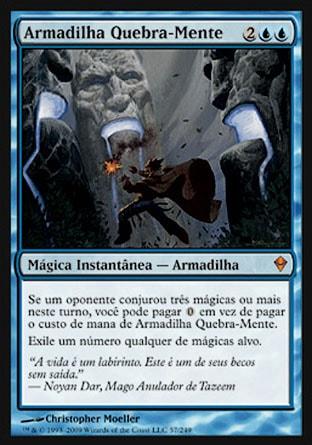 Armadilha Quebra-Mente 2
Mágica Instantânea — Armadilha
Se um oponente conjurou três mágicas ou mais
neste turno, você pode pagar 0 em vez de pagar
o custo de mana de Armadilha Quebra-Mente.
Exile um número qualquer de mágicas alvo.
“A vida é um labirinto. Este é um de seus becos
sem saída.”
— Noyan Dar, Mago Anulador de Tazeem
Christopher Moeller
™ & © 1993–2009 Wizards of the Coast LLC 57/249